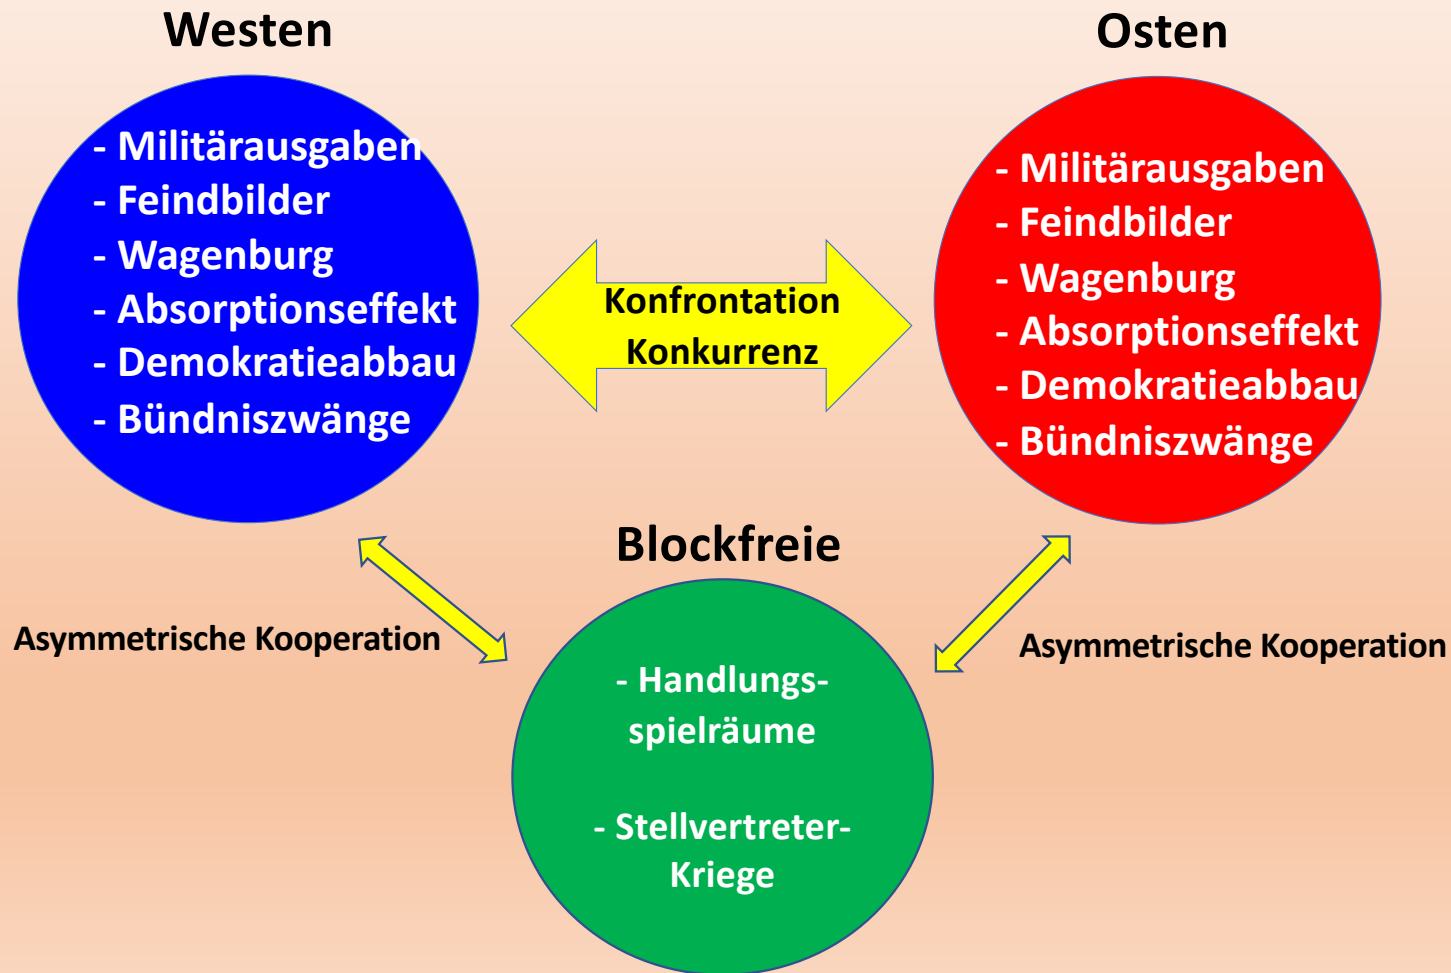 Westen
- Militärausgaben
- Feindbilder
- Wagenburg
- Absorptionseffekt
- Demokratieabbau
- Bündniszwänge
Osten
- Militärausgaben
- Feindbilder
- Wagenburg
- Absorptionseffekt
- Demokratieabbau
- Bündniszwänge
Konfrontation
Konkurrenz
Blockfreie
Asymmetrische Kooperation
Asymmetrische Kooperation
- Handlungs-
spielräume
- Stellvertreter-
Kriege